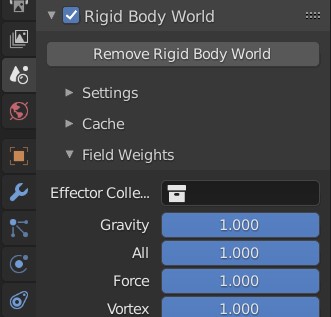 Rigid Body World
Remove Rigid Body World
Settings
Cache
Field Weights
Effector Colle...
Gravity 1.000
All 1.000
Force 1.000
Vortex 1.000